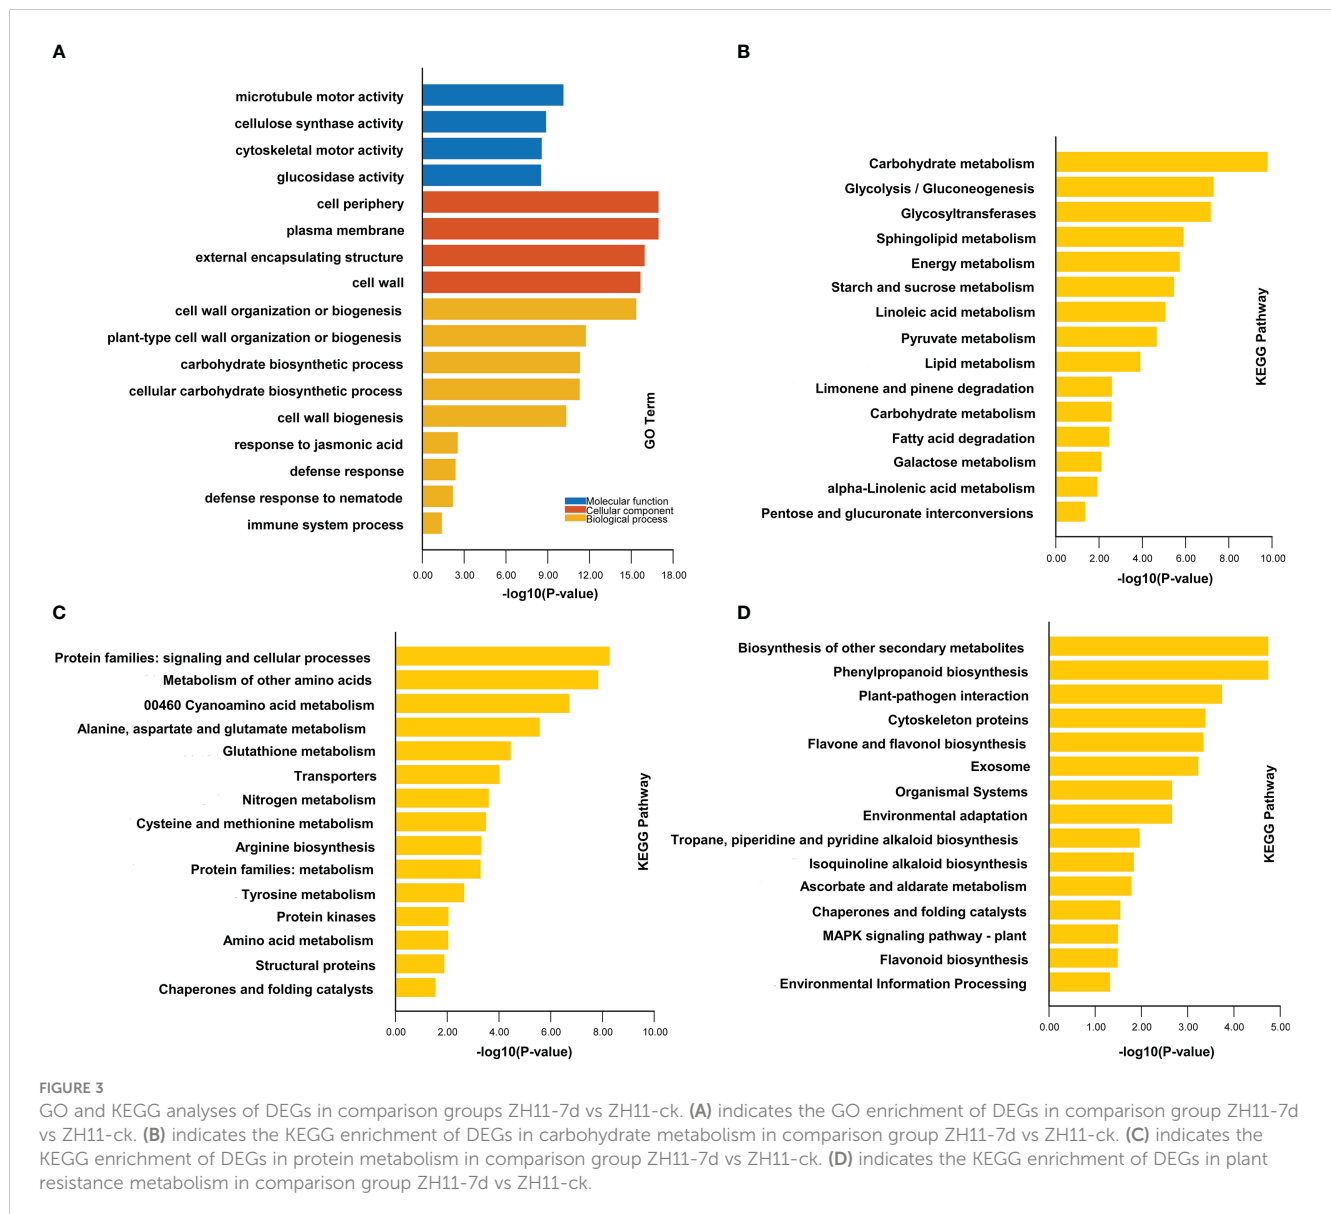 A
microtubule motor activity
cellulose synthase activity
cytoskeletal motor activity
glucosidase activity
cell periphery
plasma membrane
external encapsulating structure
cell wall
cell wall organization or biogenesis
plant-type cell wall organization or biogenesis
carbohydrate biosynthetic process
cellular carbohydrate biosynthetic process
cell wall biogenesis
response to jasmonic acid
defense response
defense response to nematode
immune system process
GO Term
Molecular function
Cellular component
Biological process
0.00 3.00 6.00 9.00 12.00 15.00 18.00
-log10(P-value)
B
Carbohydrate metabolism
Glycolysis / Gluconeogenesis
Glycosyltransferases
Sphingolipid metabolism
Energy metabolism
Starch and sucrose metabolism
Linoleic acid metabolism
Pyruvate metabolism
Lipid metabolism
Limonene and pinene degradation
Carbohydrate metabolism
Fatty acid degradation
Galactose metabolism
alpha-Linolenic acid metabolism
Pentose and glucuronate interconversions
KEGG Pathway
0.00 2.00 4.00 6.00 8.00 10.00
-log10(P-value)
C
Protein families: signaling and cellular processes
Metabolism of other amino acids
00460 Cyanoamino acid metabolism
Alanine, aspartate and glutamate metabolism
Glutathione metabolism
Transporters
Nitrogen metabolism
Cysteine and methionine metabolism
Arginine biosynthesis
Protein families: metabolism
Tyrosine metabolism
Protein kinases
Amino acid metabolism
Structural proteins
Chaperones and folding catalysts
KEGG Pathway
0.00 2.00 4.00 6.00 8.00 10.00
-log10(P-value)
D
Biosynthesis of other secondary metabolites
Phenylpropanoid biosynthesis
Plant-pathogen interaction
Cytoskeleton proteins
Flavone and flavonol biosynthesis
Exosome
Organismal Systems
Environmental adaptation
Tropane, piperidine and pyridine alkaloid biosynthesis
Isoquinoline alkaloid biosynthesis
Ascorbate and aldarate metabolism
Chaperones and folding catalysts
MAPK signaling pathway - plant
Flavonoid biosynthesis
Environmental Information Processing
KEGG Pathway
0.00 1.00 2.00 3.00 4.00 5.00
-log10(P-value)
FIGURE 3
GO and KEGG analyses of DEGs in comparison groups ZH11-7d vs ZH11-ck. (A) indicates the GO enrichment of DEGs in comparison group ZH11-7d
vs ZH11-ck. (B) indicates the KEGG enrichment of DEGs in carbohydrate metabolism in comparison group ZH11-7d vs ZH11-ck. (C) indicates the
KEGG enrichment of DEGs in protein metabolism in comparison group ZH11-7d vs ZH11-ck. (D) indicates the KEGG enrichment of DEGs in plant
resistance metabolism in comparison group ZH11-7d vs ZH11-ck.